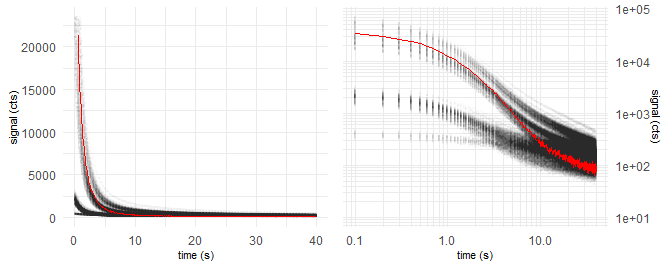 signal (cts)
20000
15000
10000
5000
0
0
10
20
30
40
time (s)
1e+05
1e+04
1e+03
1e+02
1e+01
signal (cts)
0.1
1.0
10.0
time (s)